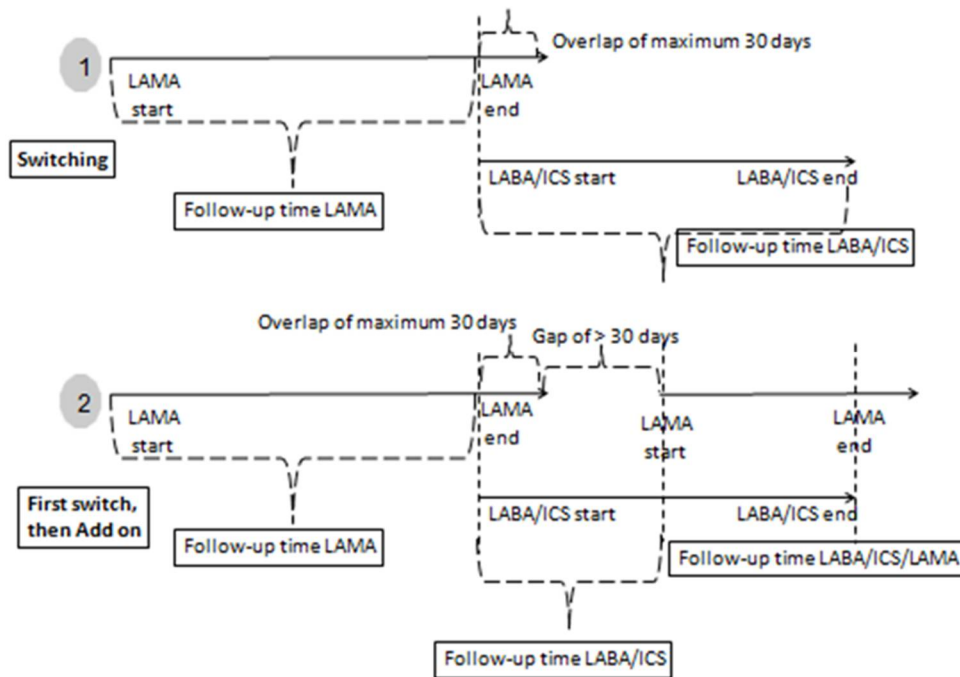 Overlap of maximum 30 days
1
LAMA
start
LAMA
end
Switching
LABA/ICS start
LABA/ICS end
Follow-up time LAMA
Follow-up time LABA/ICS
Overlap of maximum 30 days
Gap of > 30 days
2
LAMA
start
LAMA
end
LAMA
start
LAMA
end
First switch,
then Add on
LABA/ICS start
LABA/ICS end
Follow-up time LAMA
Follow-up time LABA/ICS/LAMA
Follow-up time LABA/ICS